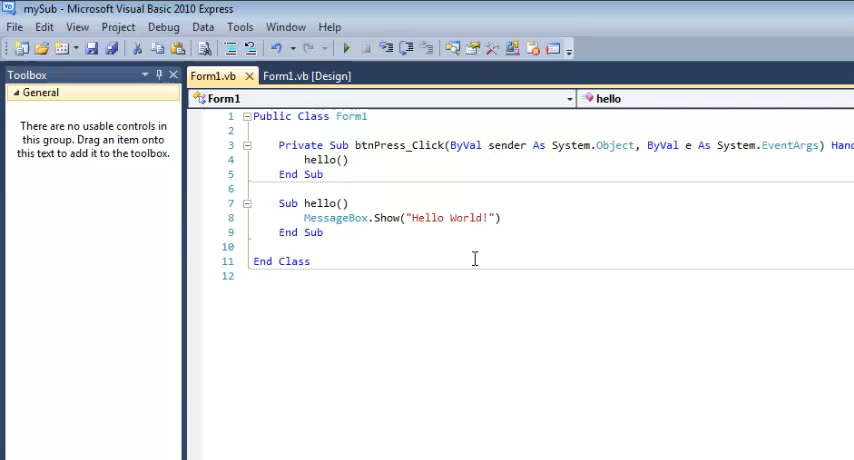 mySub - Microsoft Visual Basic 2010 Express
File Edit View Project Debug Data Tools Window Help
Toolbox
General
There are no usable controls in
this group. Drag an item onto
this text to add it to the toolbox.
Form1.vb Form1.vb [Design]
Form1 hello
1 Public Class Form1
2
3 Private Sub btnPress_Click(ByVal sender As System.Object, ByVal e As System.EventArgs) Hand
4 hello()
5 End Sub
6
7 Sub hello()
8 MessageBox.Show("Hello World!")
9 End Sub
10
11 End Class
12